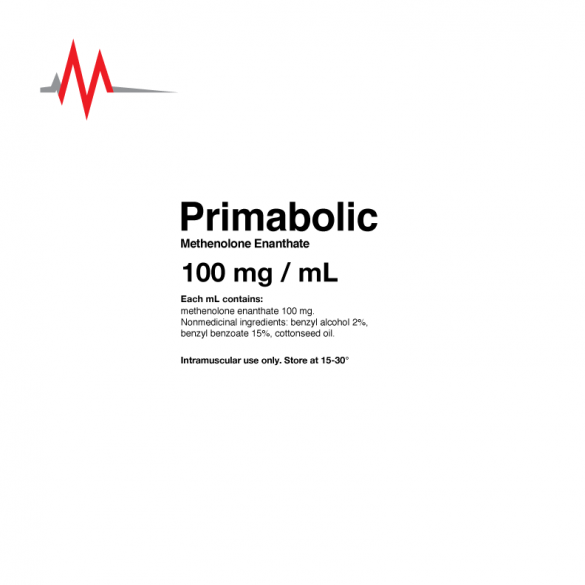 Primabolic
Methenolone Enanthate
100 mg / mL
Each mL contains:
methenolone enanthate 100 mg.
Nonmedicinal ingredients: benzyl alcohol 2%,
benzyl benzoate 15%, cottonseed oil.
Intramuscular use only. Store at 15-30°